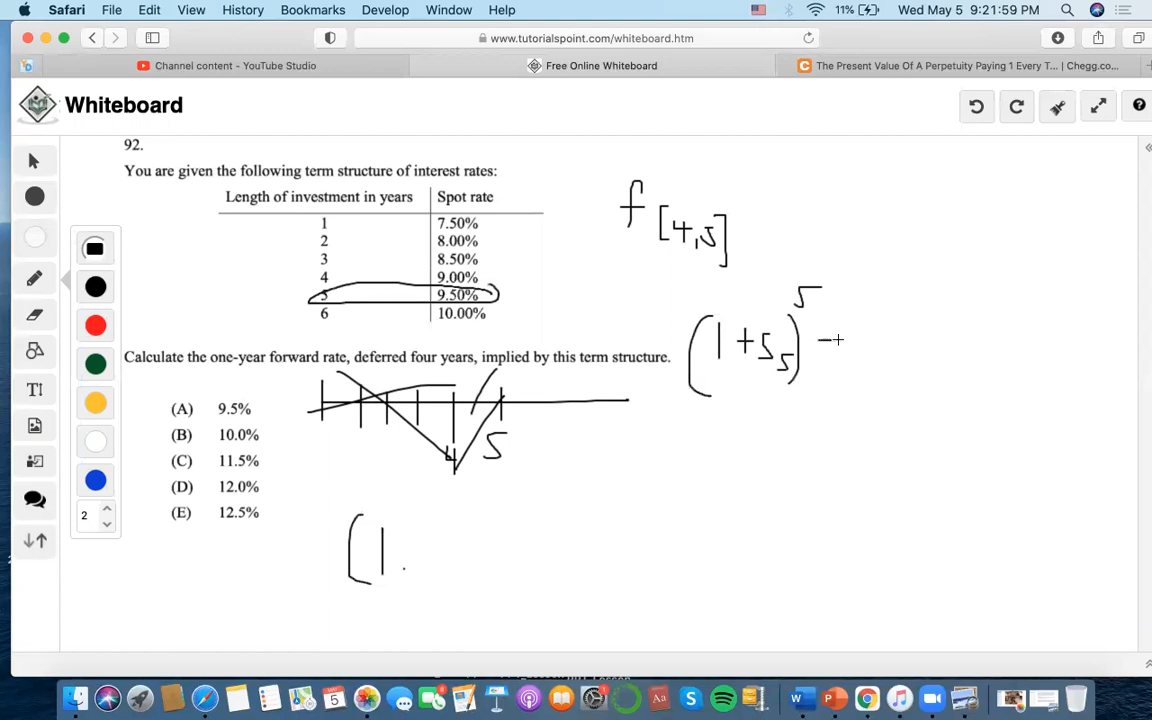 Safari File Edit View History Bookmarks Develop Window Help 11% Wed May 5 9:21:59 PM
www.tutorialspoint.com/whiteboard.htm
Channel content - YouTube Studio Free Online Whiteboard The Present Value Of A Perpetuity Paying 1 Every T... | Chegg.co...
Whiteboard
92.
You are given the following term structure of interest rates:
Length of investment in years Spot rate
1 7.50%
2 8.00%
3 8.50%
4 9.00%
5 9.50%
6 10.00%
f [4,5]
(1 + s5)^5 =
Calculate the one-year forward rate, deferred four years, implied by this term structure.
4 5
(A) 9.5%
(B) 10.0%
(C) 11.5%
(D) 12.0%
(E) 12.5%
(1.
2